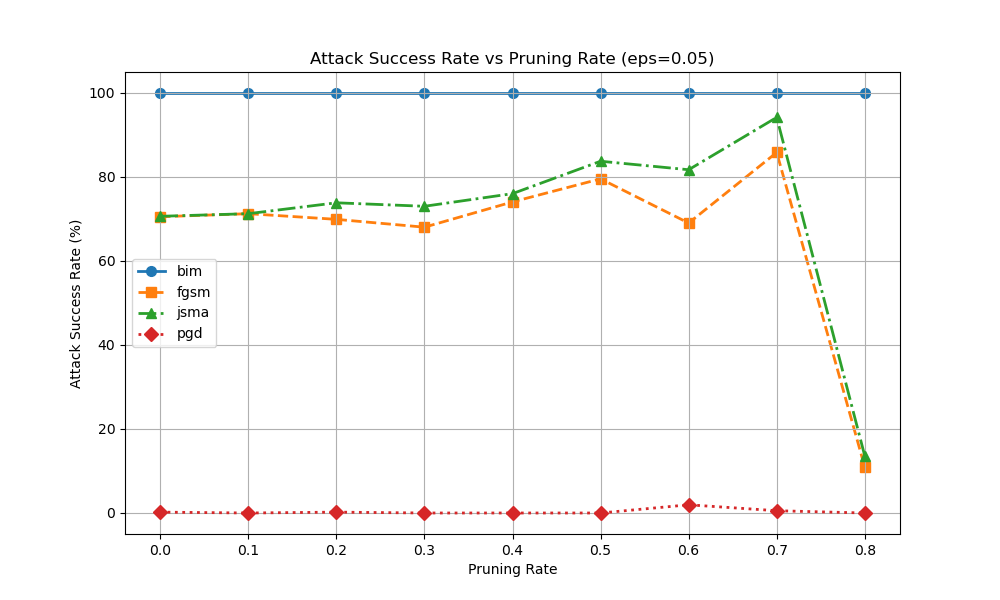 Attack Success Rate vs Pruning Rate (eps=0.05)
Attack Success Rate (%)
100
80
60
40
20
0
bim
fgsm
jsma
pgd
0.0 0.1 0.2 0.3 0.4 0.5 0.6 0.7 0.8
Pruning Rate